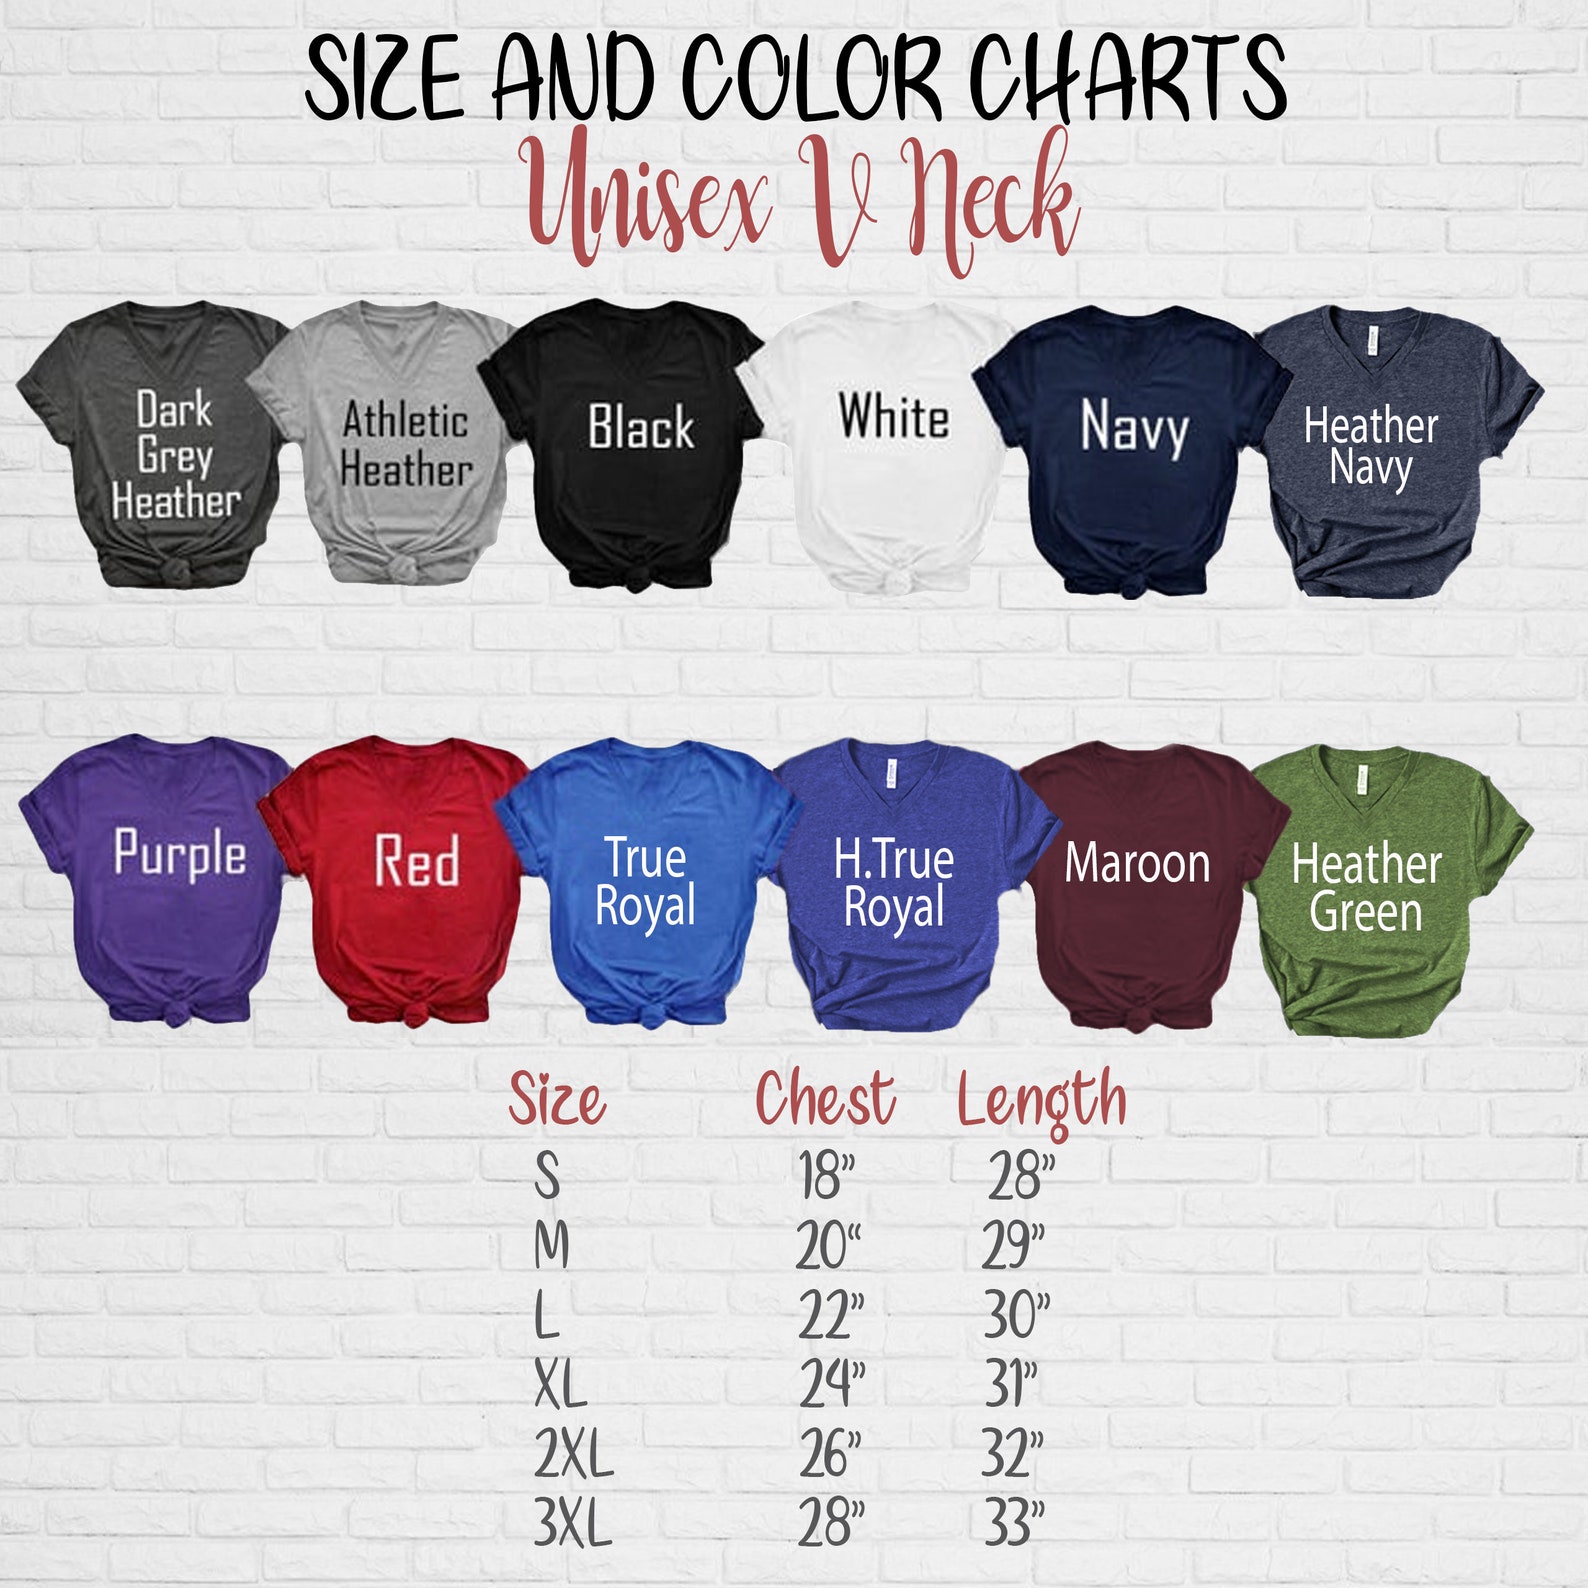 SIZE AND COLOR CHARTS
Unisex V Neck
Dark
Grey
Heather
Athletic
Heather
Black
White
Navy
Heather
Navy
Purple
Red
True
Royal
H.True
Royal
Maroon
Heather
Green
Size Chest Length
S 18” 28”
M 20“ 29”
L 22” 30”
XL 24” 31”
2XL 26” 32”
3XL 28” 33”